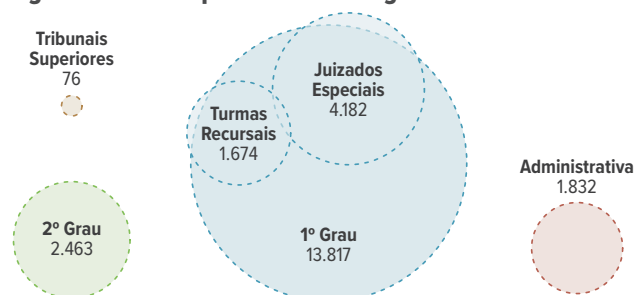 Tribunais
Superiores
76
Juizados
Especiais
4.182
Turmas
Recursais
1.674
Administrativa
1.832
2º Grau
2.463
1º Grau
13.817